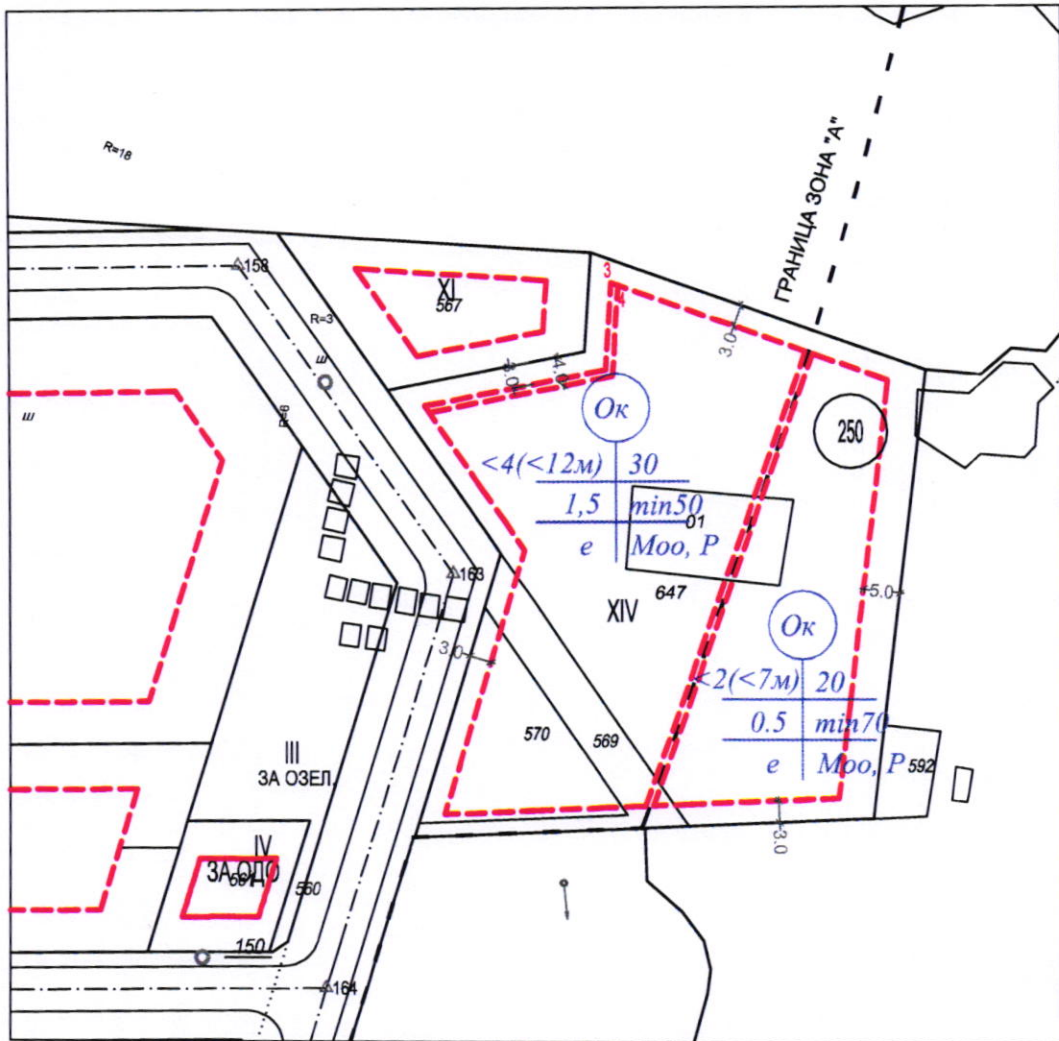 R=18
ГРАНИЦА ЗОНА "А"
158
R=3
Ш
XI
567
3
4
3.0
3.0
4.0
Ш
R=6
Ок
<4(<12м) 30
1,5 min50
е Моо, Р
250
01
163
647
XIV
5.0
3.0
Ок
<2(<7м) 20
0.5 min70
е Моо, Р
592
570
569
III
ЗА ОЗЕЛ.
3.0
IV
ЗА ОДО
560
150
164